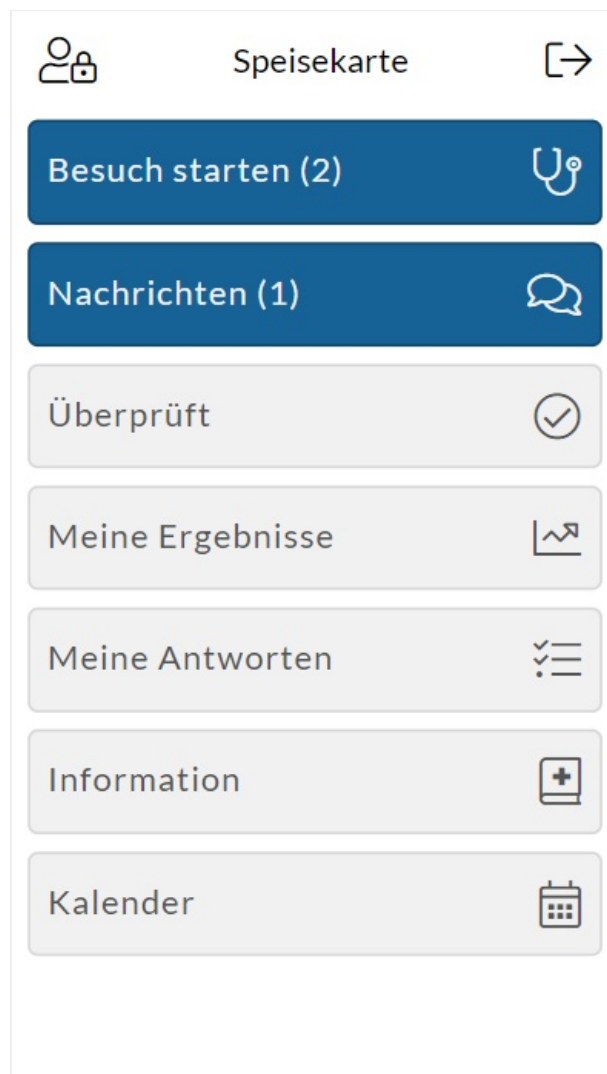 Speisekarte
Besuch starten (2)
Nachrichten (1)
Überprüft
Meine Ergebnisse
Meine Antworten
Information
Kalender